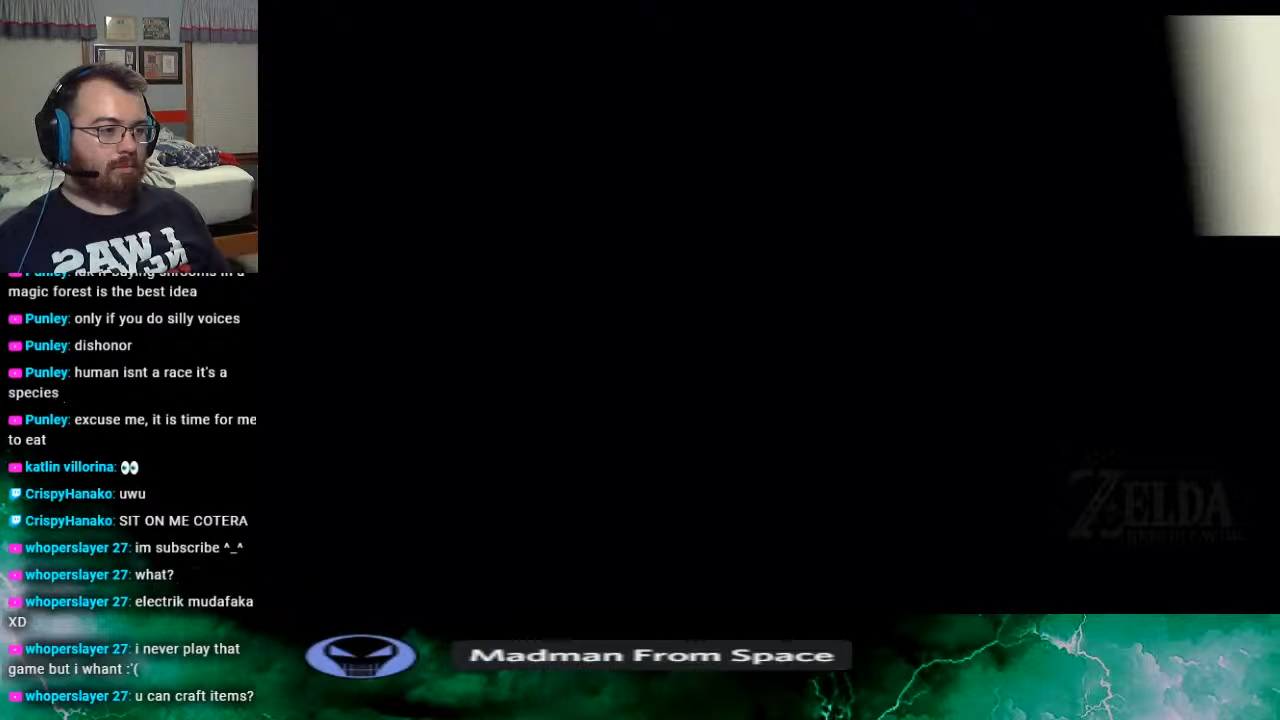 I WAS
magic forest is the best idea
Punley: only if you do silly voices
Punley: dishonor
Punley: human isnt a race it's a
species
Punley: excuse me, it is time for me
to eat
katlin villorina: 👀
CrispyHanako: uwu
CrispyHanako: SIT ON ME COTERA
whoperslayer 27: im subscribe ^_^
whoperslayer 27: what?
whoperslayer 27: electrik mudafaka
XD
whoperslayer 27: i never play that
game but i whant :'(
whoperslayer 27: u can craft items?
ZELDA
Madman From Space